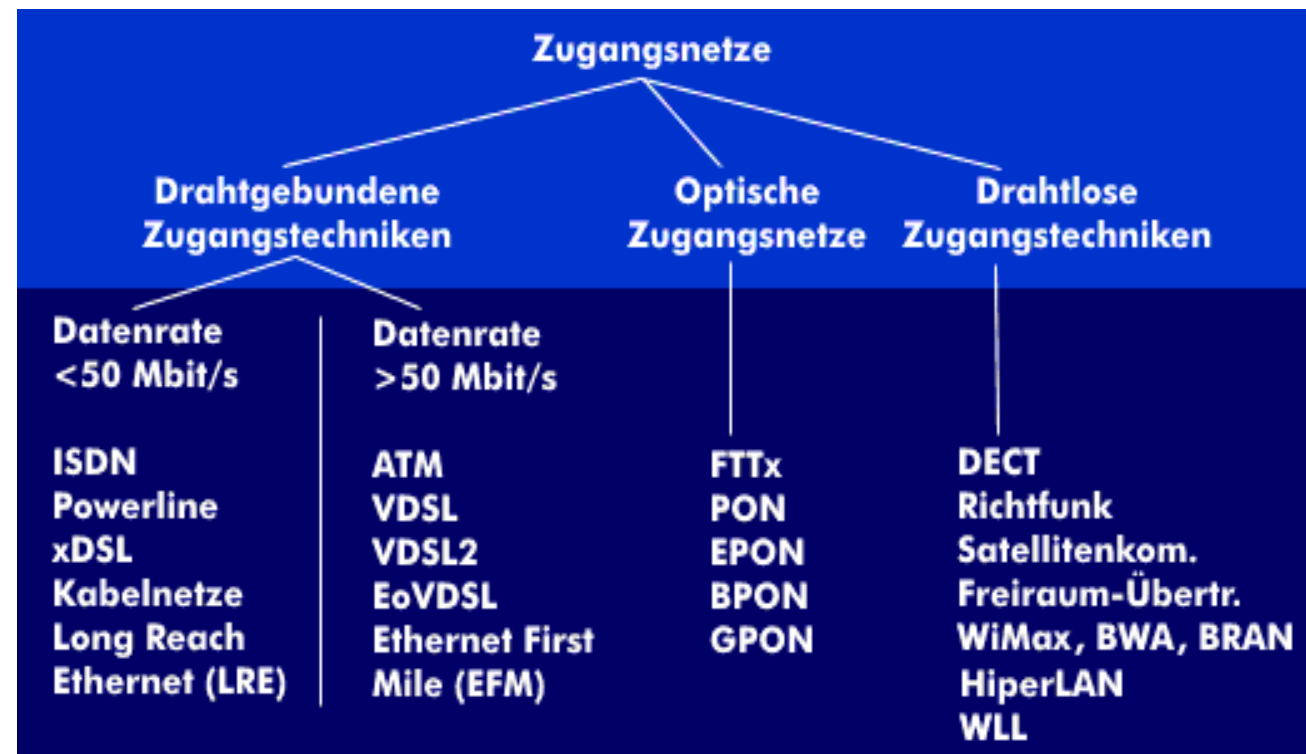 Zugangsnetze
Drahtgebundene
Zugangstechniken
Optische
Zugangsnetze
Drahtlose
Zugangstechniken
Datenrate
<50 Mbit/s
ISDN
Powerline
xDSL
Kabelnetze
Long Reach
Ethernet (LRE)
Datenrate
>50 Mbit/s
ATM
VDSL
VDSL2
EoVDSL
Ethernet First
Mile (EFM)
FTTx
PON
EPON
BPON
GPON
DECT
Richtfunk
Satellitenkom.
Freiraum-Übertr.
WiMax, BWA, BRAN
HiperLAN
WLL